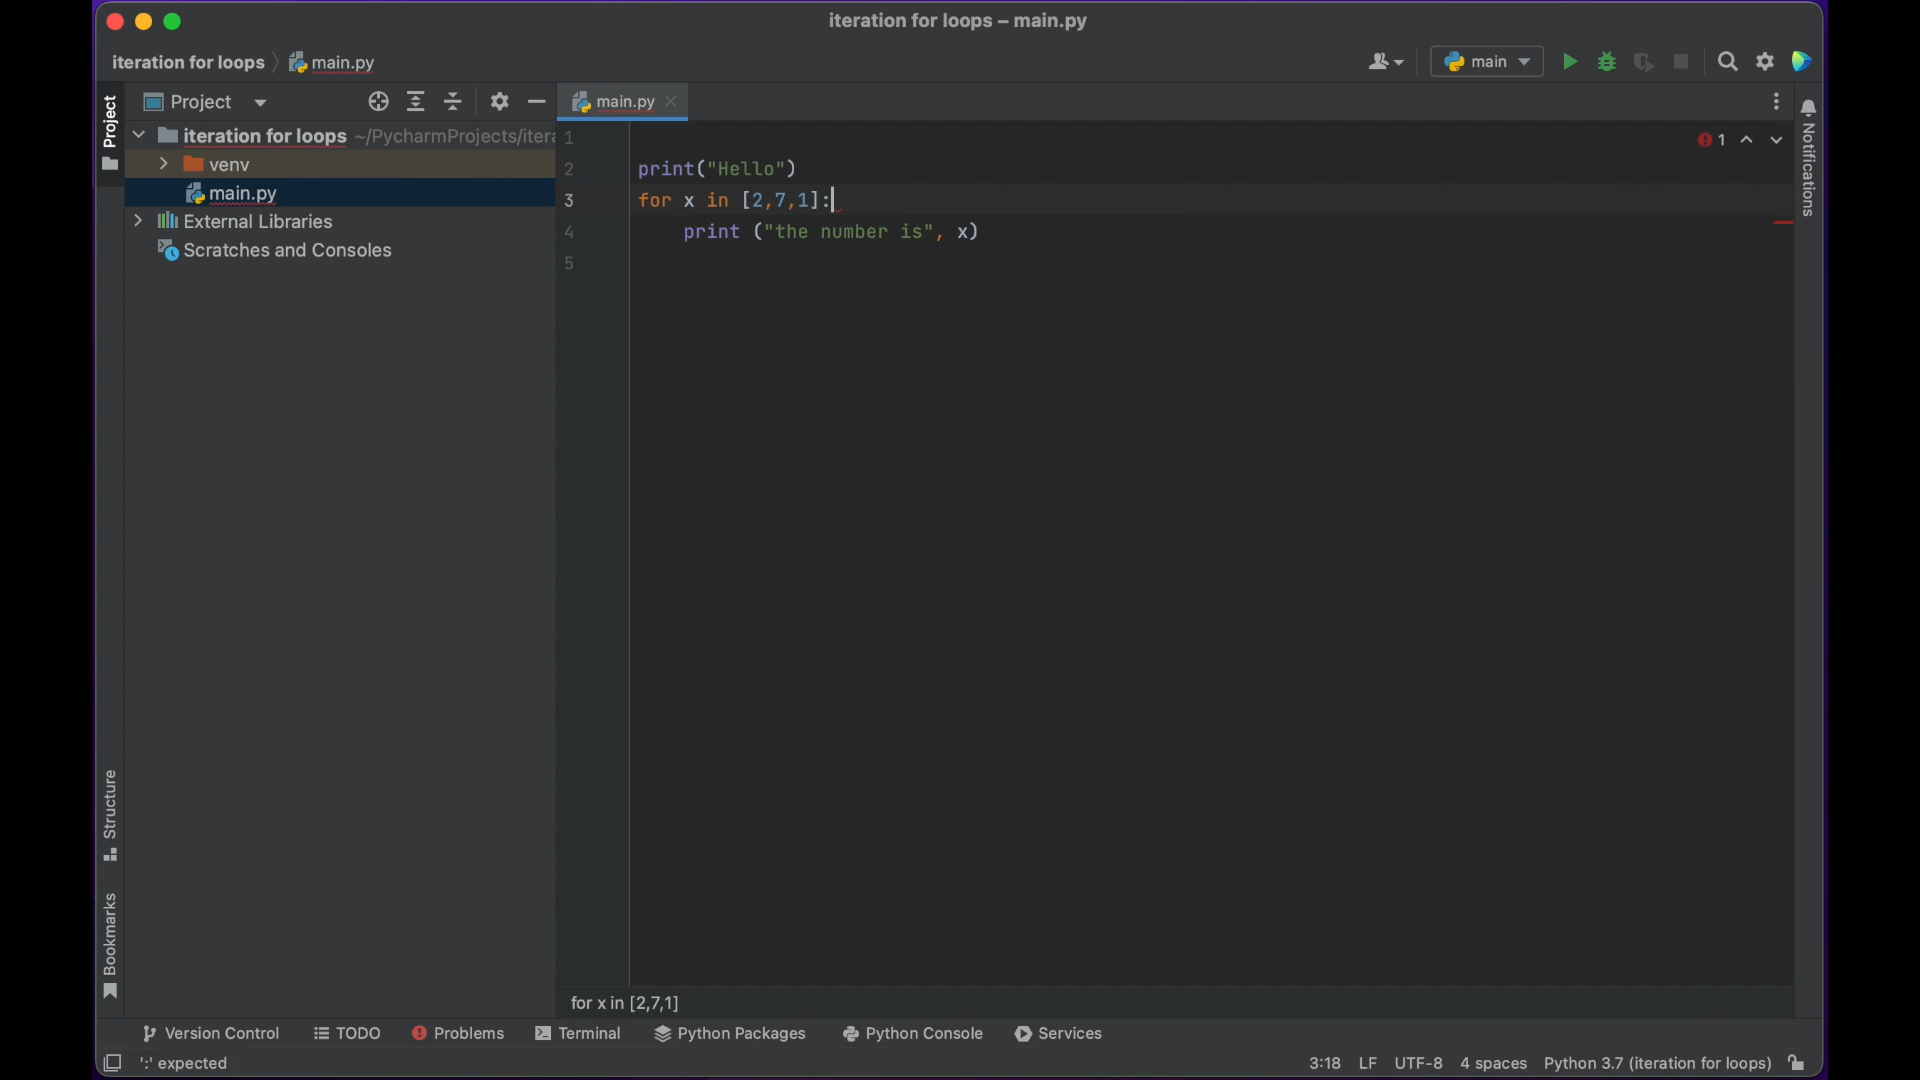 iteration for loops – main.py
iteration for loops main.py
main
Project
main.py
Project
Notifications
iteration for loops ~/PycharmProjects/itera
venv
main.py
External Libraries
Scratches and Consoles
1
2 print("Hello")
3 for x in [2,7,1]:
4 print ("the number is", x)
5
1
Structure
Bookmarks
for x in [2,7,1]
Version Control TODO Problems Terminal Python Packages Python Console Services
':' expected 3:18 LF UTF-8 4 spaces Python 3.7 (iteration for loops)